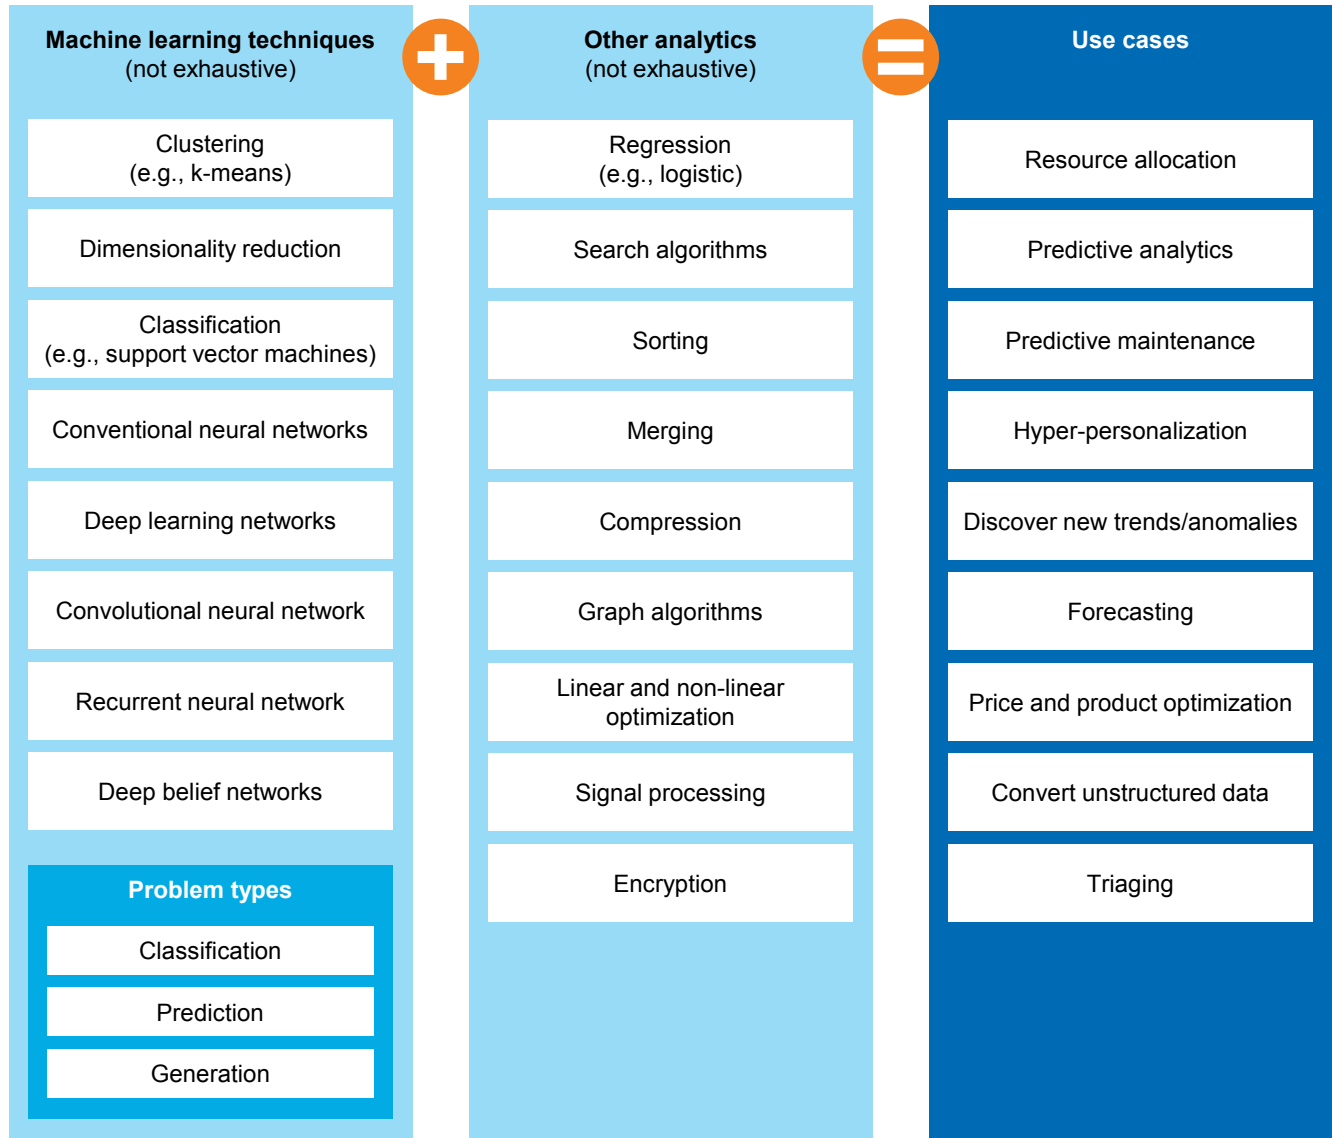 Machine learning techniques
(not exhaustive)
Clustering
(e.g., k-means)
Dimensionality reduction
Classification
(e.g., support vector machines)
Conventional neural networks
Deep learning networks
Convolutional neural network
Recurrent neural network
Deep belief networks
Problem types
Classification
Prediction
Generation
+
Other analytics
(not exhaustive)
Regression
(e.g., logistic)
Search algorithms
Sorting
Merging
Compression
Graph algorithms
Linear and non-linear
optimization
Signal processing
Encryption
=
Use cases
Resource allocation
Predictive analytics
Predictive maintenance
Hyper-personalization
Discover new trends/anomalies
Forecasting
Price and product optimization
Convert unstructured data
Triaging